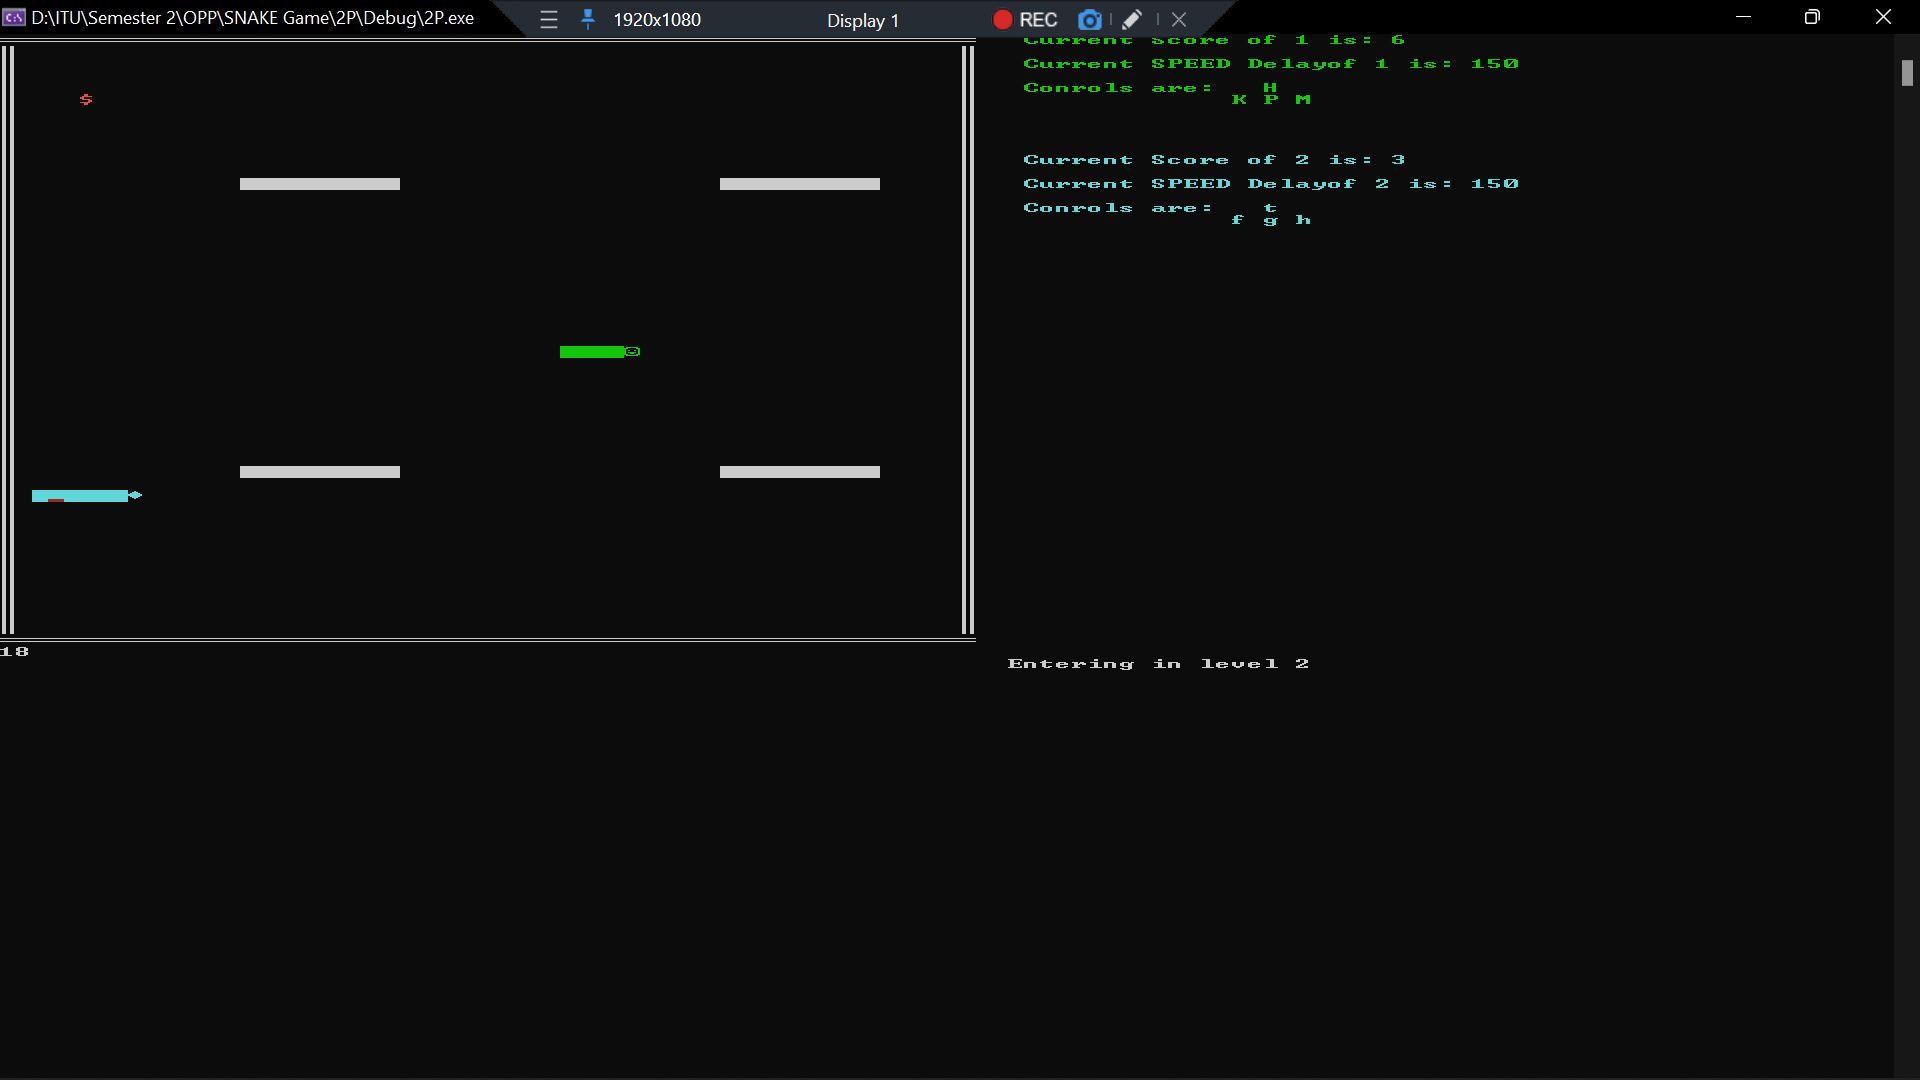 D:\ITU\Semester 2\OPP\SNAKE Game\2P\Debug\2P.exe
1920x1080
Display 1
REC
Current Score of 1 is: 6
Current SPEED Delayof 1 is: 150
Conrols are: H
K P M
$
Current Score of 2 is: 3
Current SPEED Delayof 2 is: 150
Conrols are: t
f g h
18
Entering in level 2